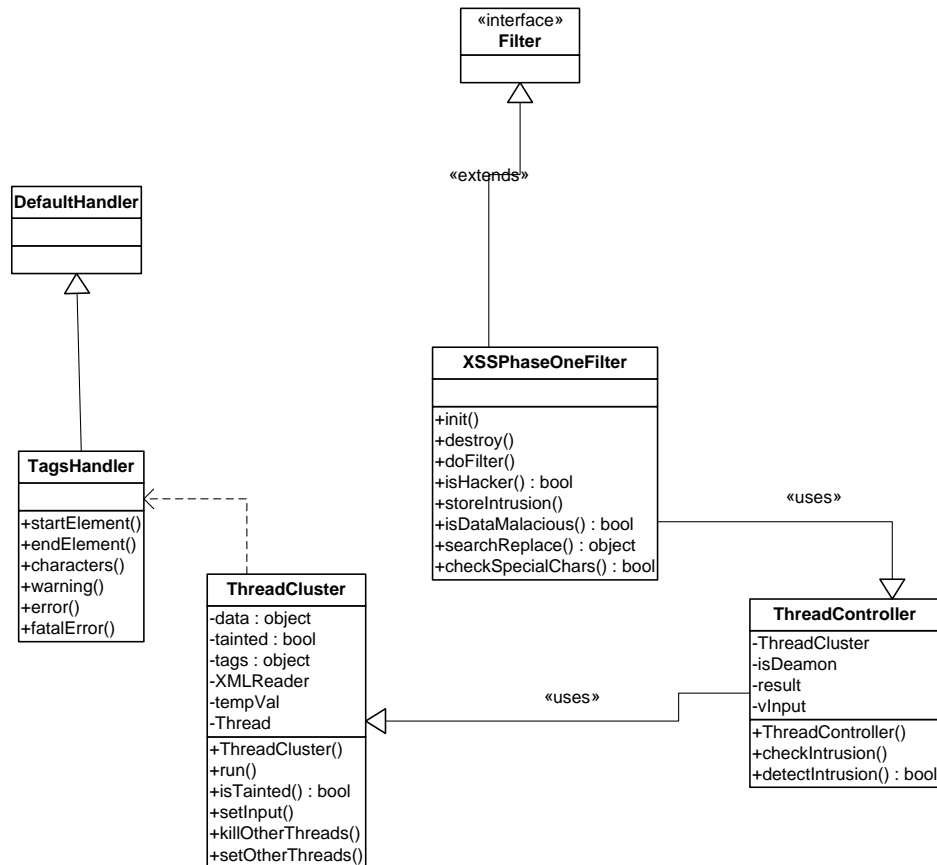 «interface»
Filter
«extends»
DefaultHandler
XSSPhaseOneFilter
+init()
+destroy()
+doFilter()
+isHacker() : bool
+storeIntrusion()
+isDataMalacious() : bool
+searchReplace() : object
+checkSpecialChars() : bool
TagsHandler
+startElement()
+endElement()
+characters()
+warning()
+error()
+fatalError()
«uses»
ThreadCluster
-data : object
-tainted : bool
-tags : object
-XMLReader
-tempVal
-Thread
+ThreadCluster()
+run()
+isTainted() : bool
+setInput()
+killOtherThreads()
+setOtherThreads()
«uses»
ThreadController
-ThreadCluster
-isDeamon
-result
-vInput
+ThreadController()
+checkIntrusion()
+detectIntrusion() : bool